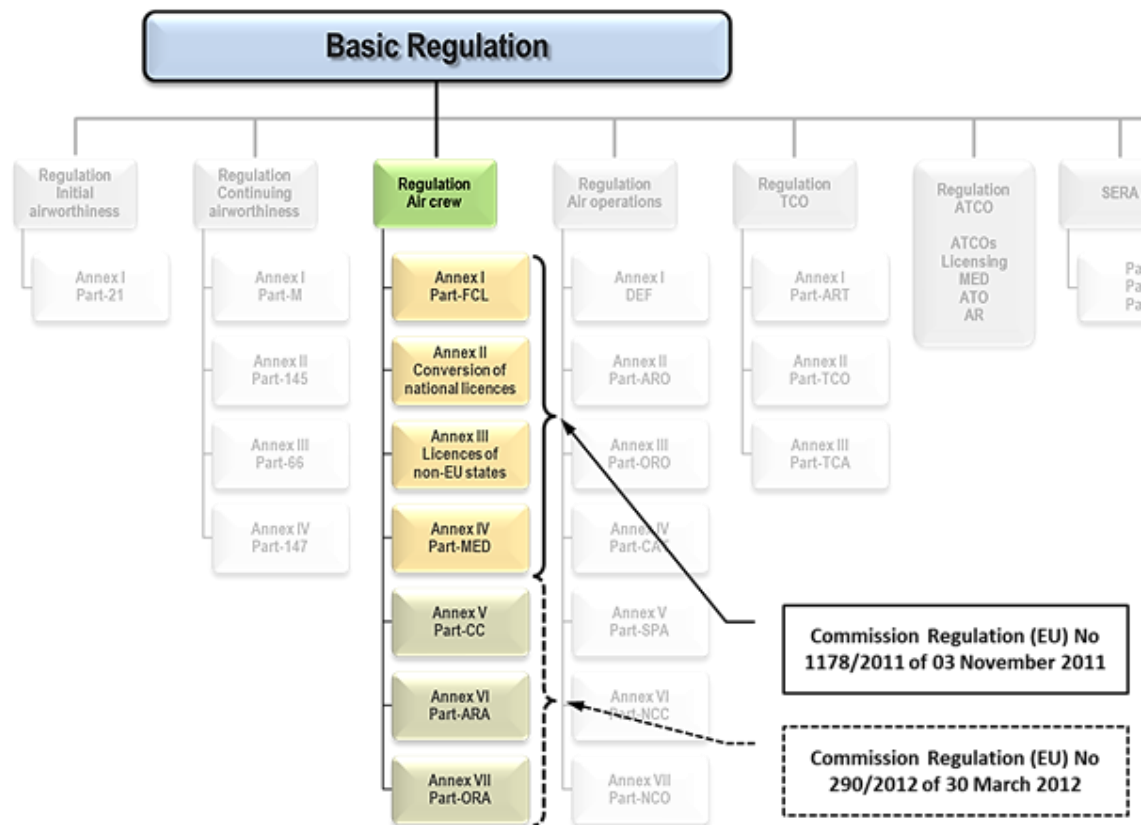 Basic Regulation
Regulation
Initial
airworthiness
Annex I
Part-21
Regulation
Continuing
airworthiness
Annex I
Part-M
Annex II
Part-145
Annex III
Part-66
Annex IV
Part-147
Regulation
Air crew
Annex I
Part-FCL
Annex II
Conversion of
national licences
Annex III
Licences of
non-EU states
Annex IV
Part-MED
Annex V
Part-CC
Annex VI
Part-ARA
Annex VII
Part-ORA
Regulation
Air operations
Annex I
DEF
Annex II
Part-ARO
Annex III
Part-ORO
Annex IV
Part-CAT
Annex V
Part-SPA
Annex VI
Part-NCC
Annex VII
Part-NCO
Regulation
TCO
Annex I
Part-ART
Annex II
Part-TCO
Annex III
Part-TCA
Regulation
ATCO
ATCOs
Licensing
MED
ATO
AR
SERA
Pa
Pa
Pa
Commission Regulation (EU) No
1178/2011 of 03 November 2011
Commission Regulation (EU) No
290/2012 of 30 March 2012